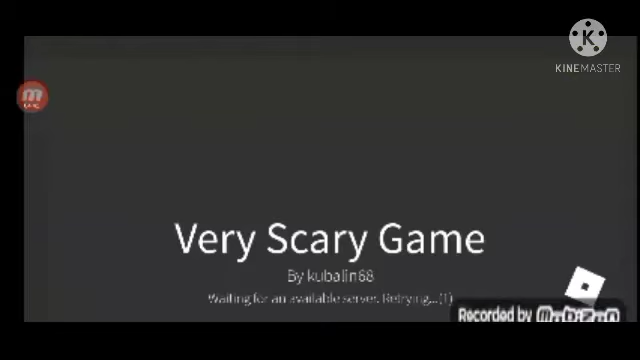 KINEMASTER
Very Scary Game
By kubalin68
Waiting for an available server. Retrying...(1)
Recorded by